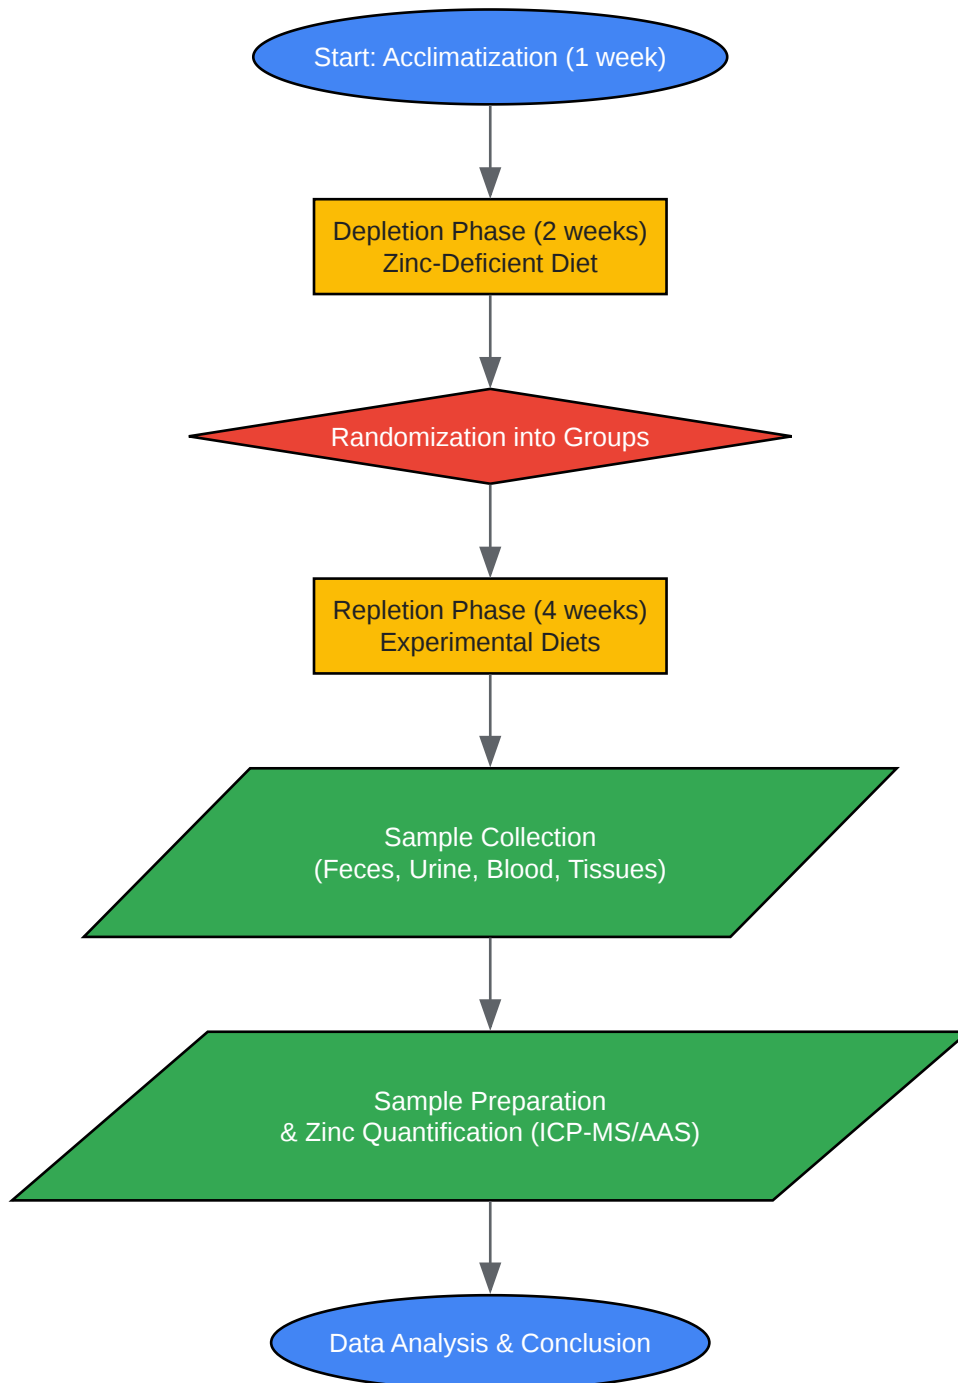 Start: Acclimatization (1 week)
Depletion Phase (2 weeks)
Zinc-Deficient Diet
Randomization into Groups
Repletion Phase (4 weeks)
Experimental Diets
Sample Collection
(Feces, Urine, Blood, Tissues)
Sample Preparation
& Zinc Quantification (ICP-MS/AAS)
Data Analysis & Conclusion